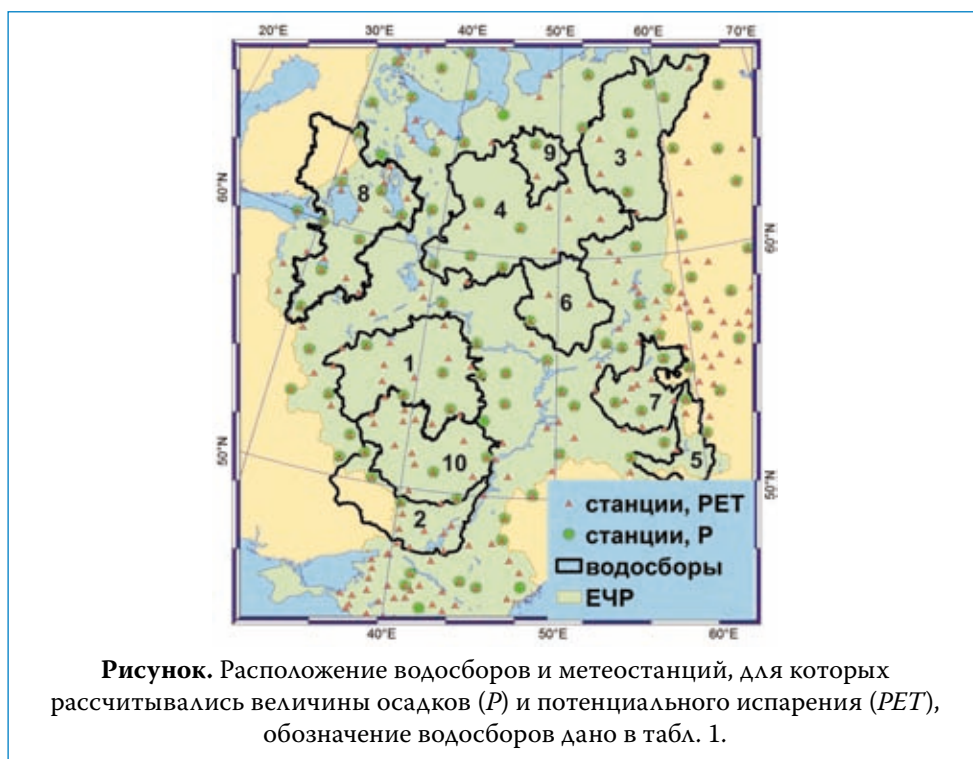 20°E 30°E 40°E 50°E 60°E 70°E
60°N
60°N
50°N
50°N
9
3
8
4
6
1
7
10
5
2
станции, PET
станции, P
водосборы
ЕЧР
40°E 50°E 60°E
Рисунок. Расположение водосборов и метеостанций, для которых
рассчитывались величины осадков (P) и потенциального испарения (PET),
обозначение водосборов дано в табл. 1.